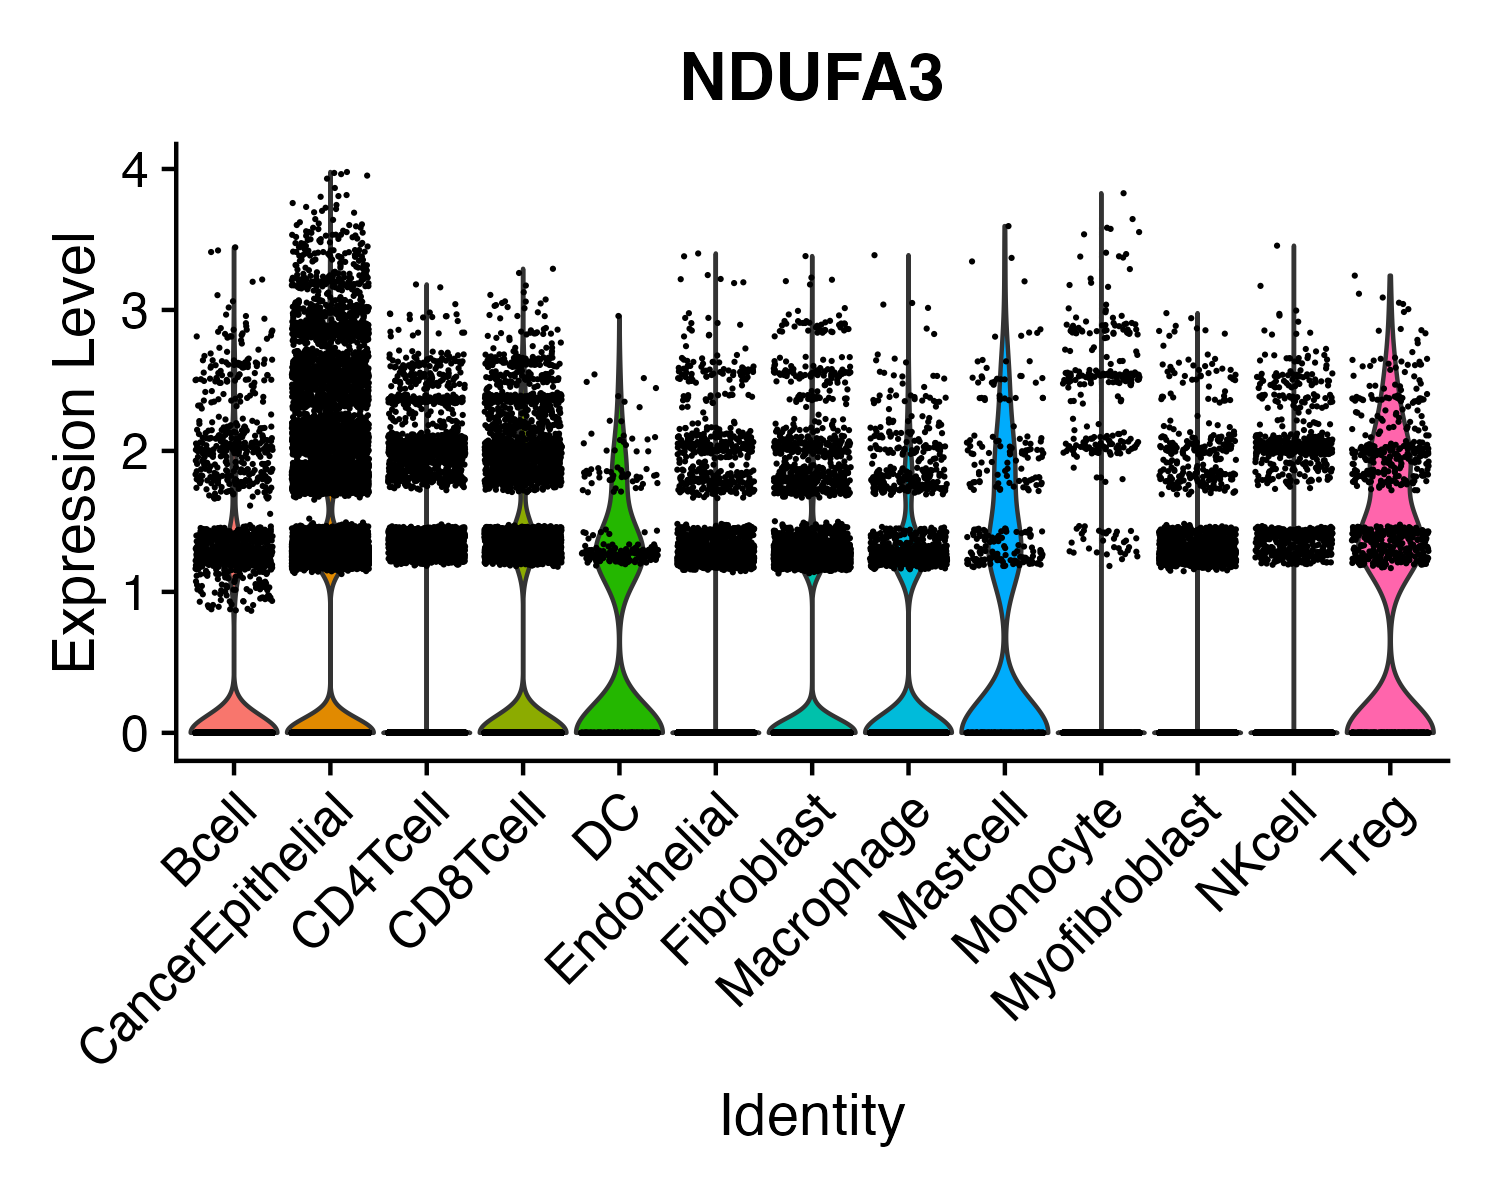 NDUFA3
Expression Level
4
3
2
1
0
Bcell
CancerEpithelial
CD4Tcell
CD8Tcell
DC
Endothelial
Fibroblast
Macrophage
Mastcell
Monocyte
Myofibroblast
NKcell
Treg
Identity